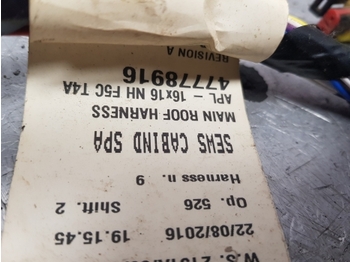 REVISION A
47778916
APL - 16x16 NH F5C T4A
MAIN ROOF HARNESS
SEWS CABIND SPA
Harness n. 9
Op. 526 Shift. 2
22/08/2016 19.15.45